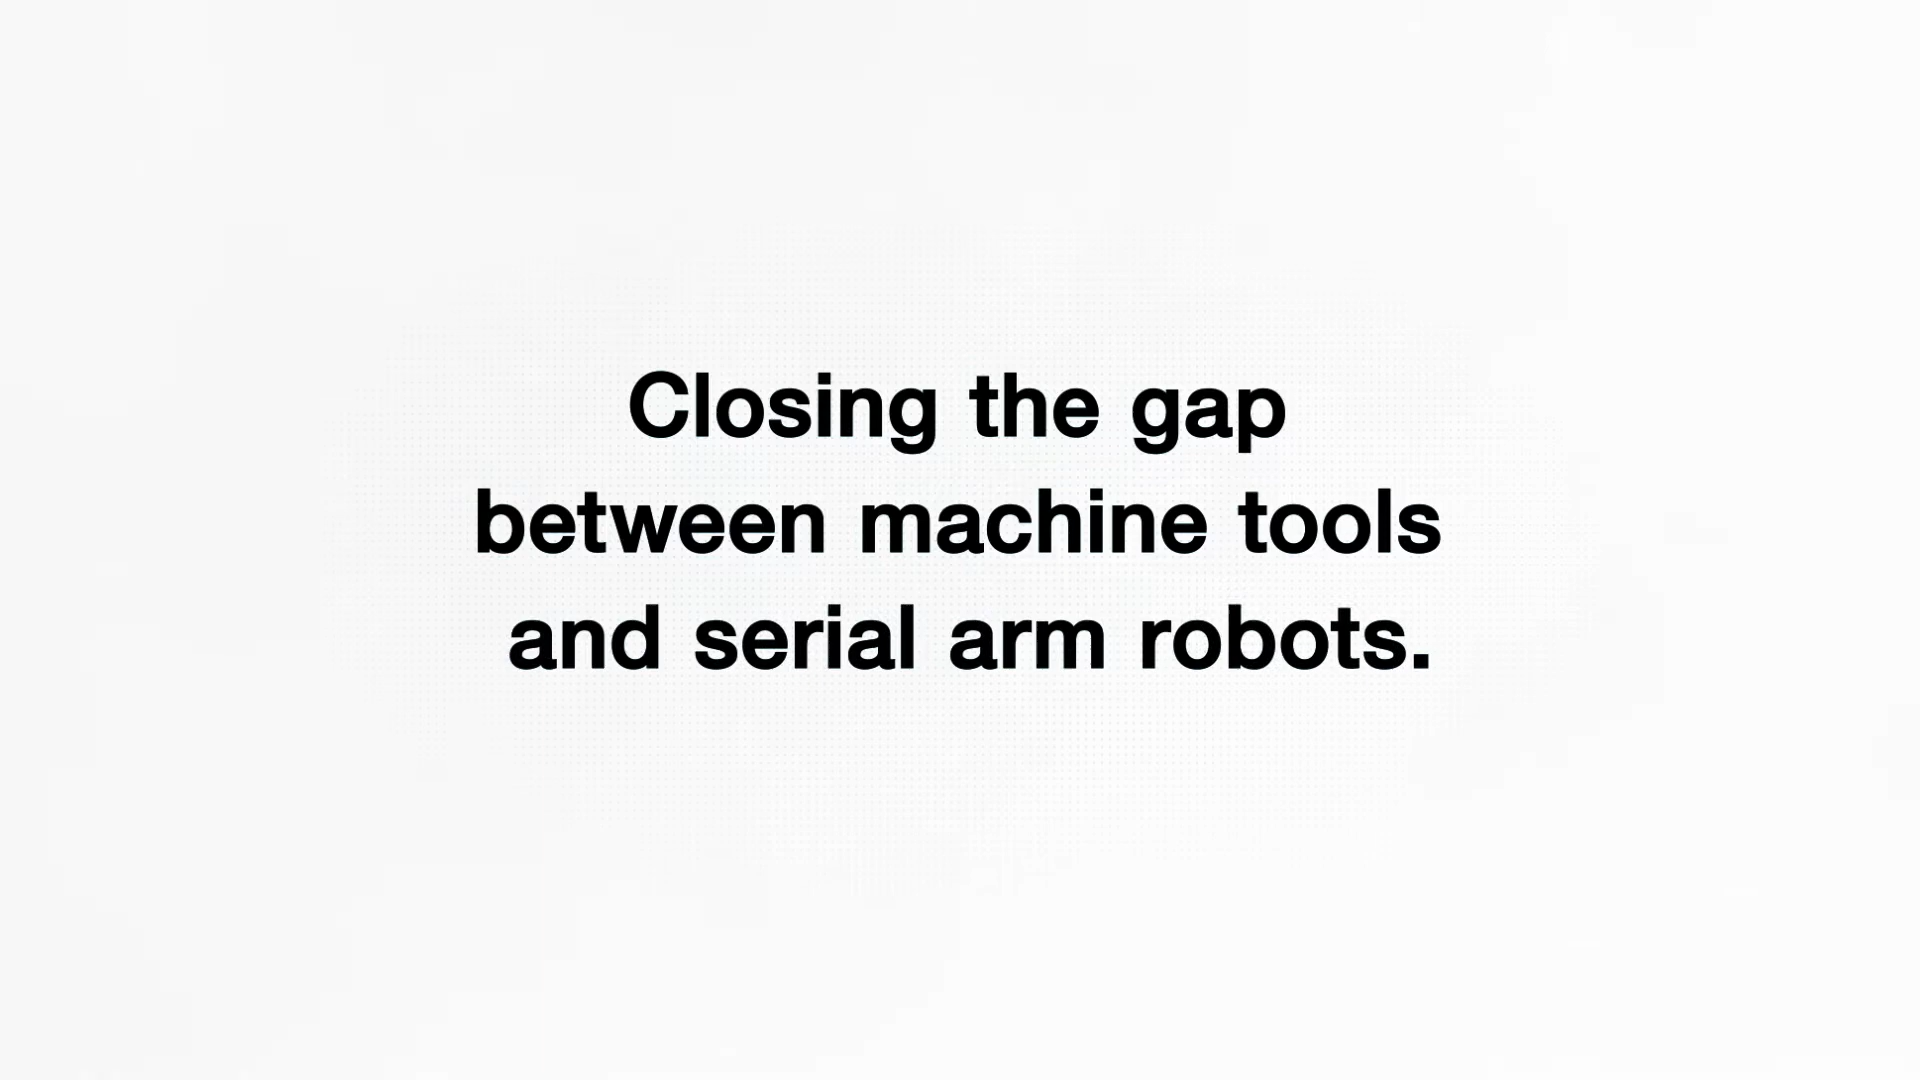 Closing the gap
between machine tools
and serial arm robots.